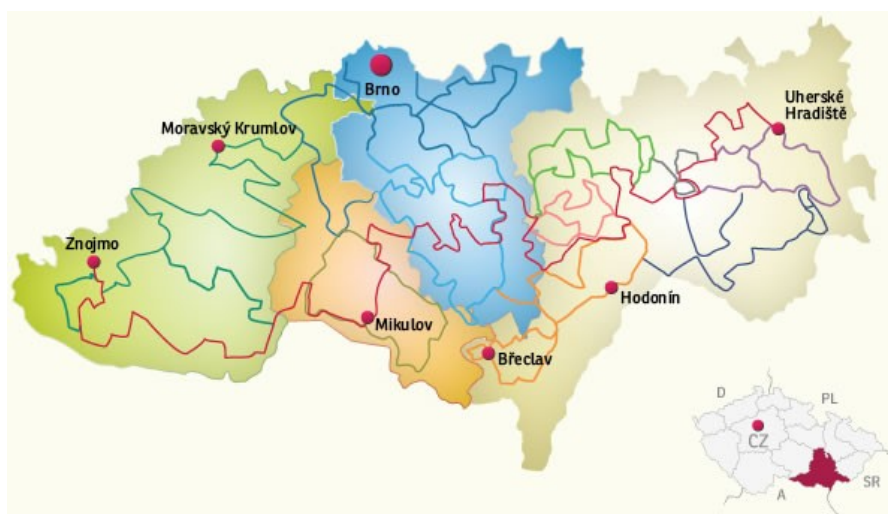 Brno
Uherské
Hradiště
Moravský Krumlov
Znojmo
Hodonín
Mikulov
Břeclav
D
PL
CZ
A
SR